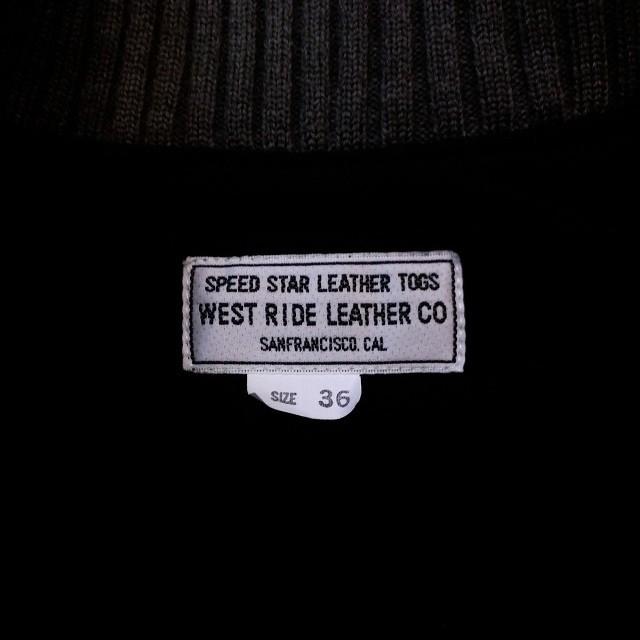 SPEED STAR LEATHER TOGS
WEST RIDE LEATHER CO
SANFRANCISCO, CAL
SIZE 36